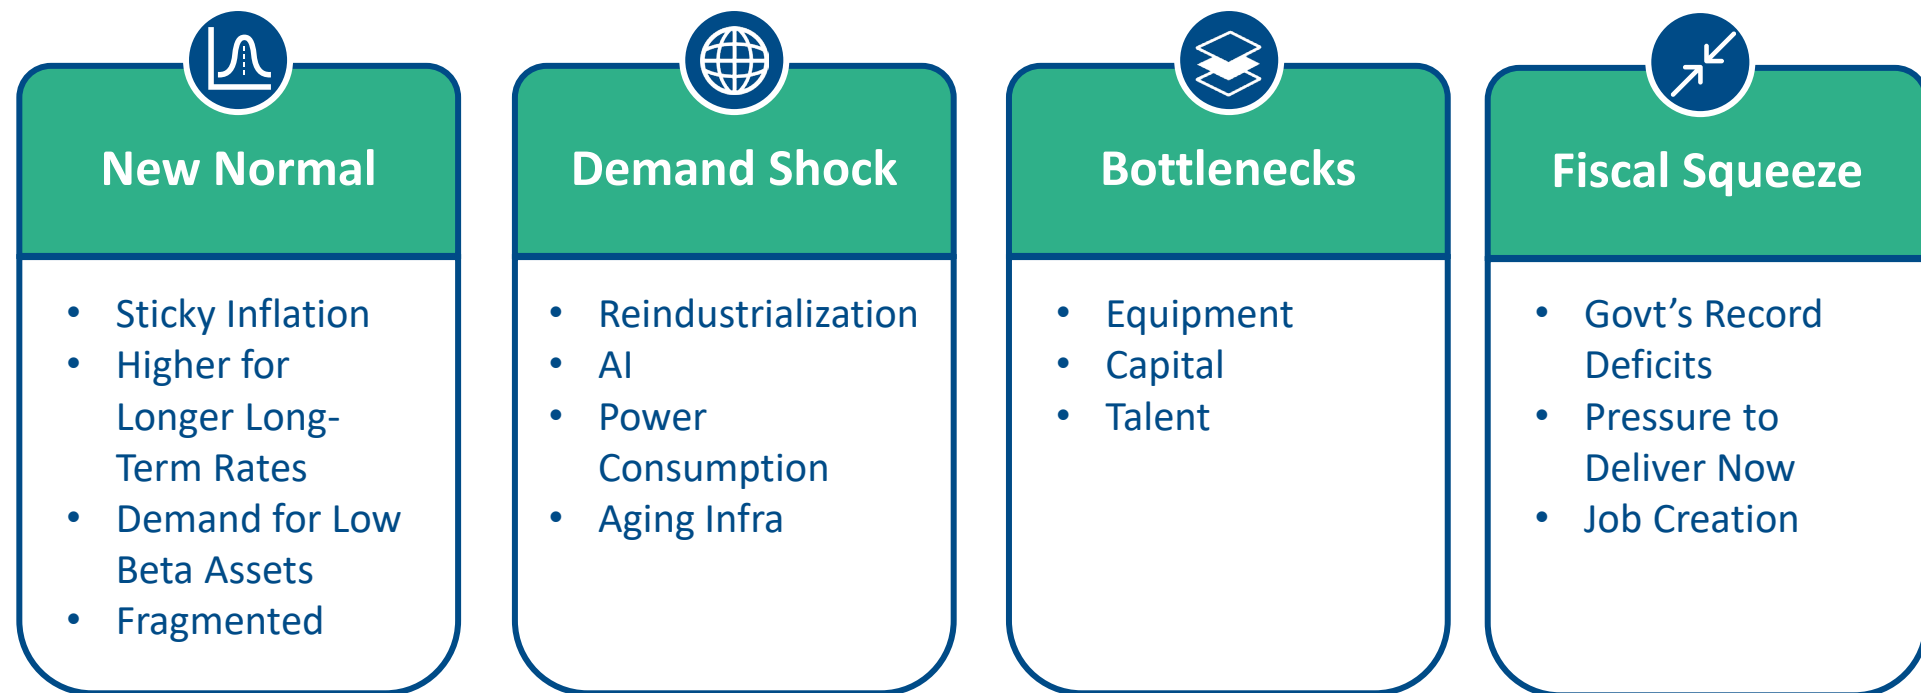 New Normal
• Sticky Inflation
• Higher for
Longer Long-
Term Rates
• Demand for Low
Beta Assets
• Fragmented
Demand Shock
• Reindustrialization
• AI
• Power
Consumption
• Aging Infra
Bottlenecks
• Equipment
• Capital
• Talent
Fiscal Squeeze
• Govt's Record
Deficits
• Pressure to
Deliver Now
• Job Creation